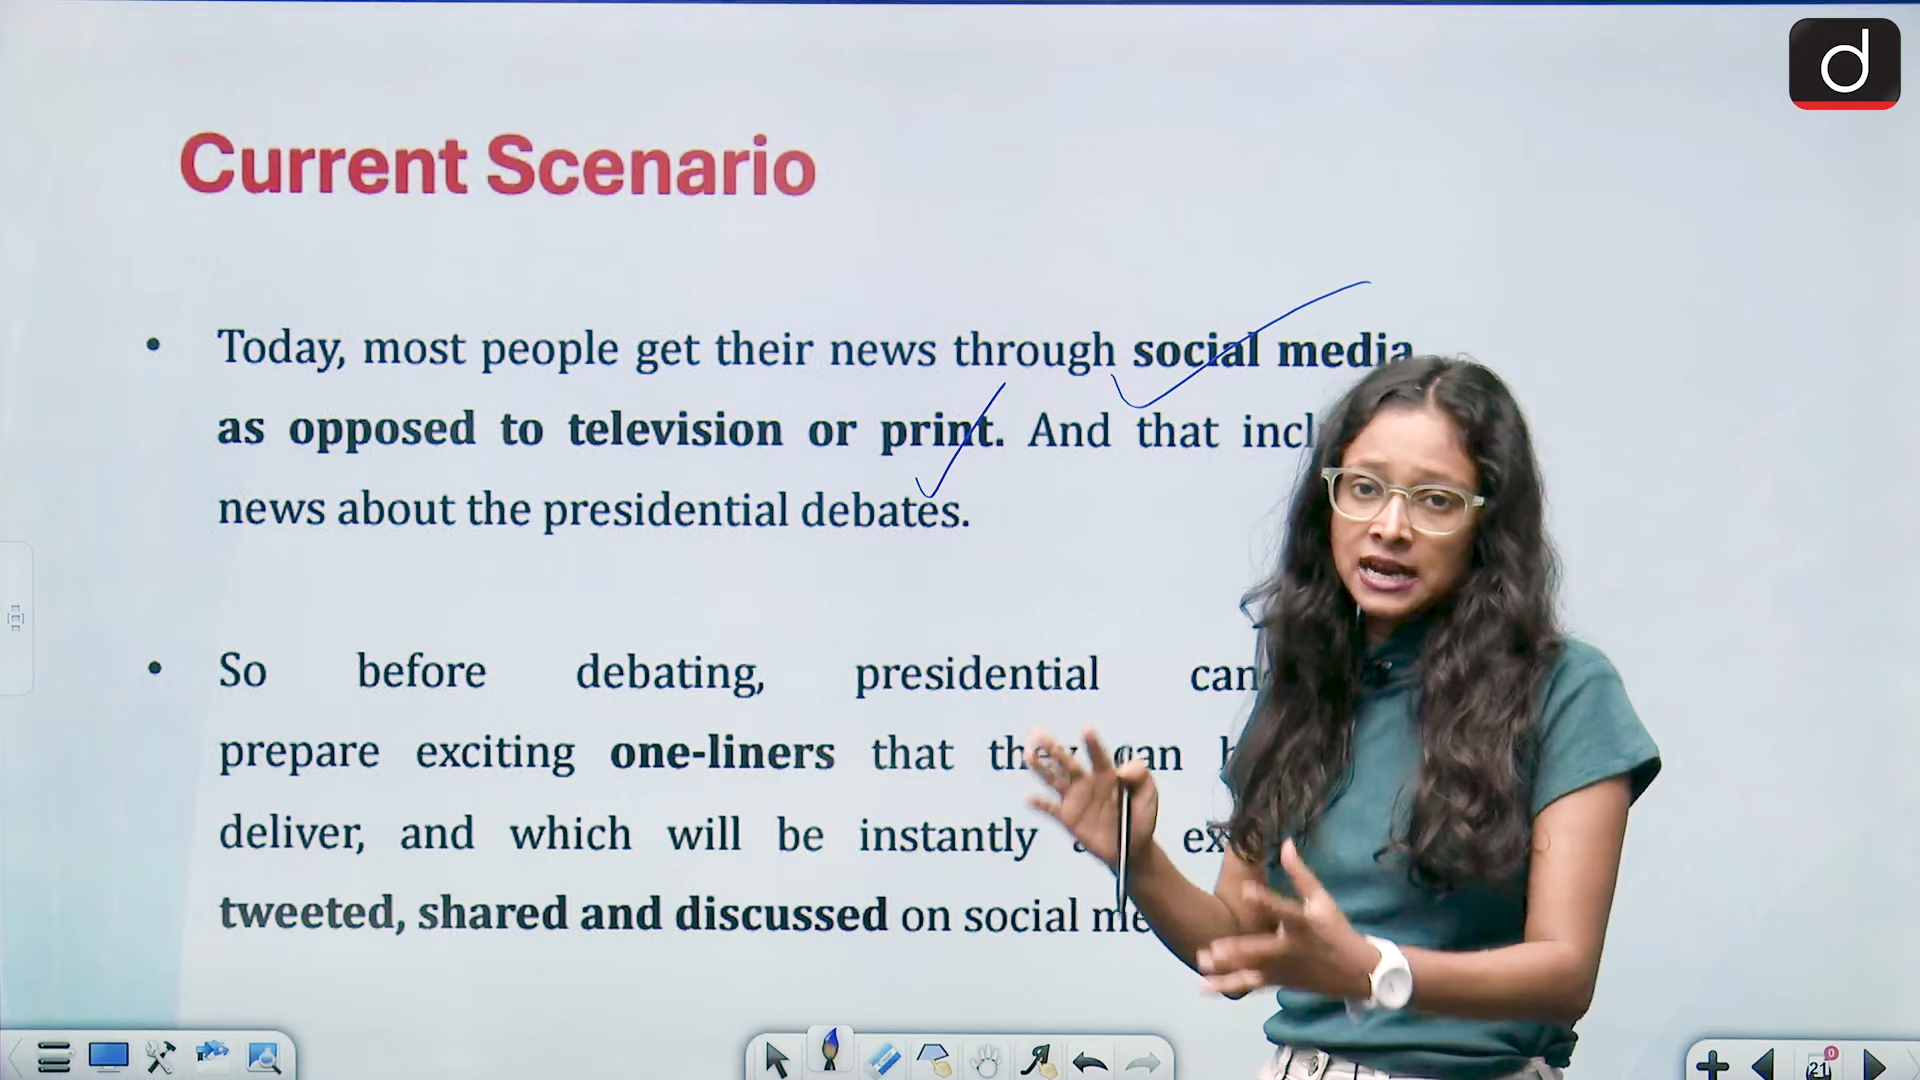 d
Current Scenario
• Today, most people get their news through social media
as opposed to television or print. And that incl
news about the presidential debates.
• So before debating, presidential can
prepare exciting one-liners that they can
deliver, and which will be instantly
tweeted, shared and discussed on social me
21
0